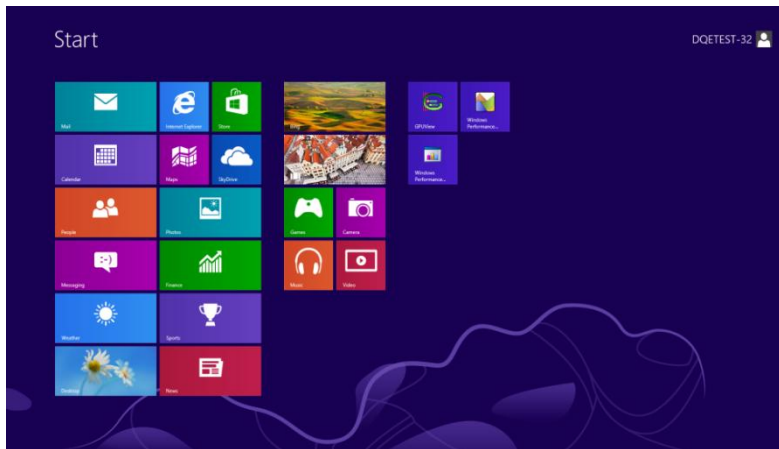 Start
DQETEST-32
Mail
Internet Explorer
Store
Calendar
Maps
SkyDrive
People
Photos
Messaging
:-)
Finance
Weather
Sports
Desktop
News
Bing
Games
Camera
Music
Video
GPUView
Windows
Performance...
Windows
Performance...